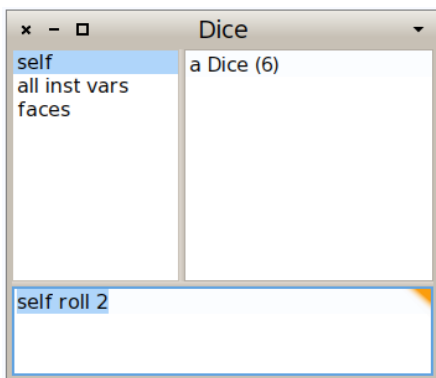 Dice
self
all inst vars
faces
a Dice (6)
self roll 2